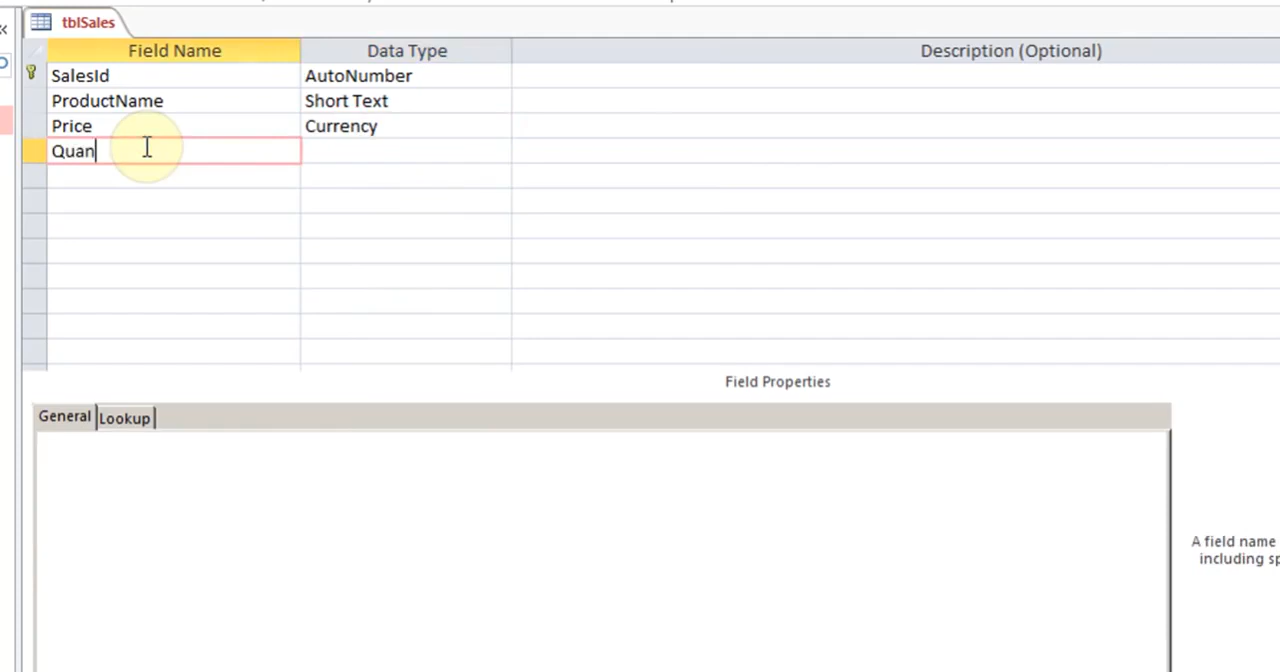 tblSales
Field Name Data Type Description (Optional)
SalesId AutoNumber
ProductName Short Text
Price Currency
Quan
Field Properties
General Lookup
A field name
including sp